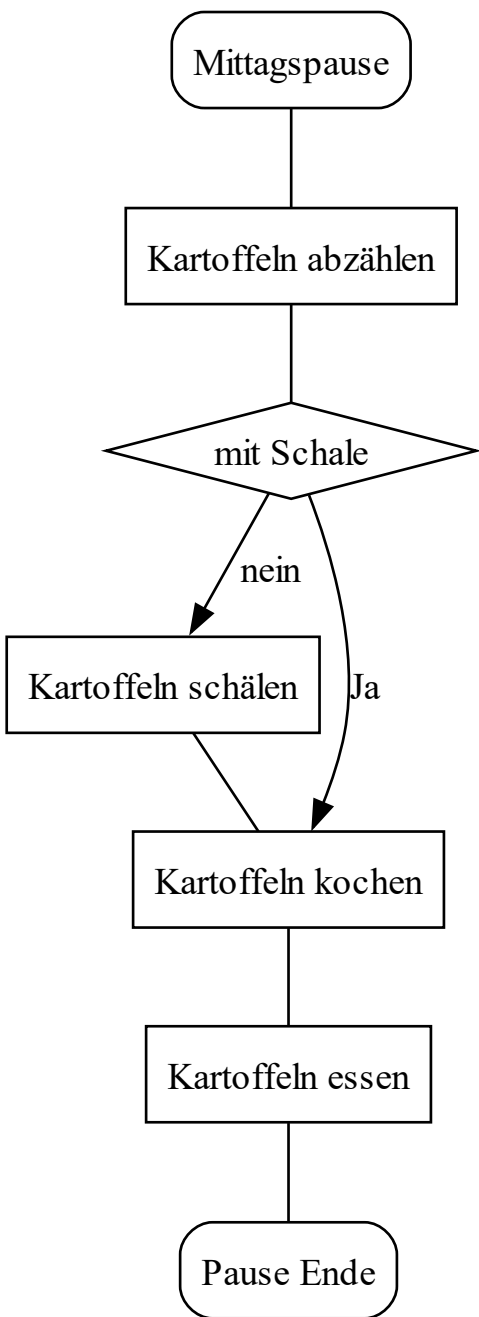 Mittagspause
Kartoffeln abzählen
mit Schale
nein
Kartoffeln schälen
Ja
Kartoffeln kochen
Kartoffeln essen
Pause Ende